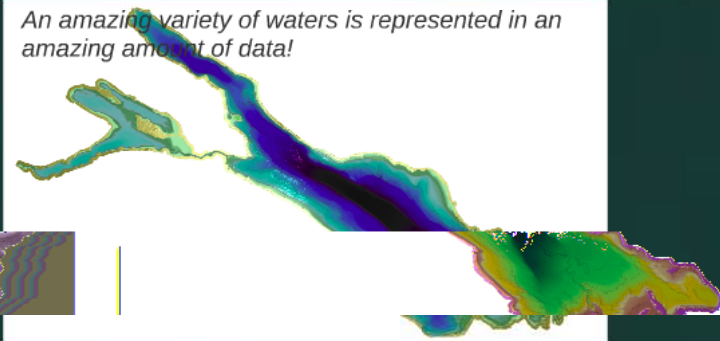 An amazing variety of waters is represented in an
amazing amount of data!